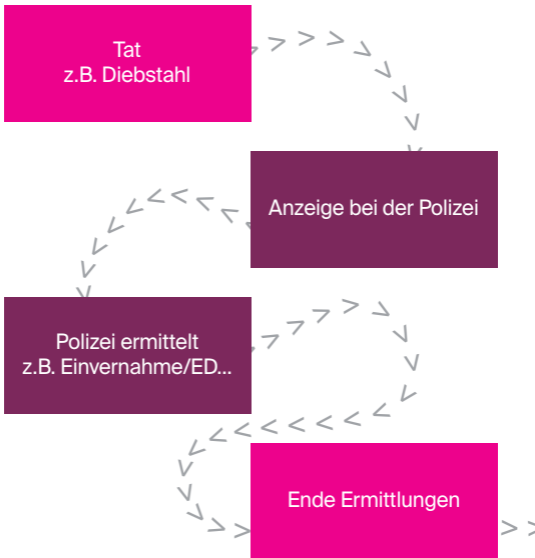 Tat
z.B. Diebstahl
Anzeige bei der Polizei
Polizei ermittelt
z.B. Einvernahme/ED...
Ende Ermittlungen